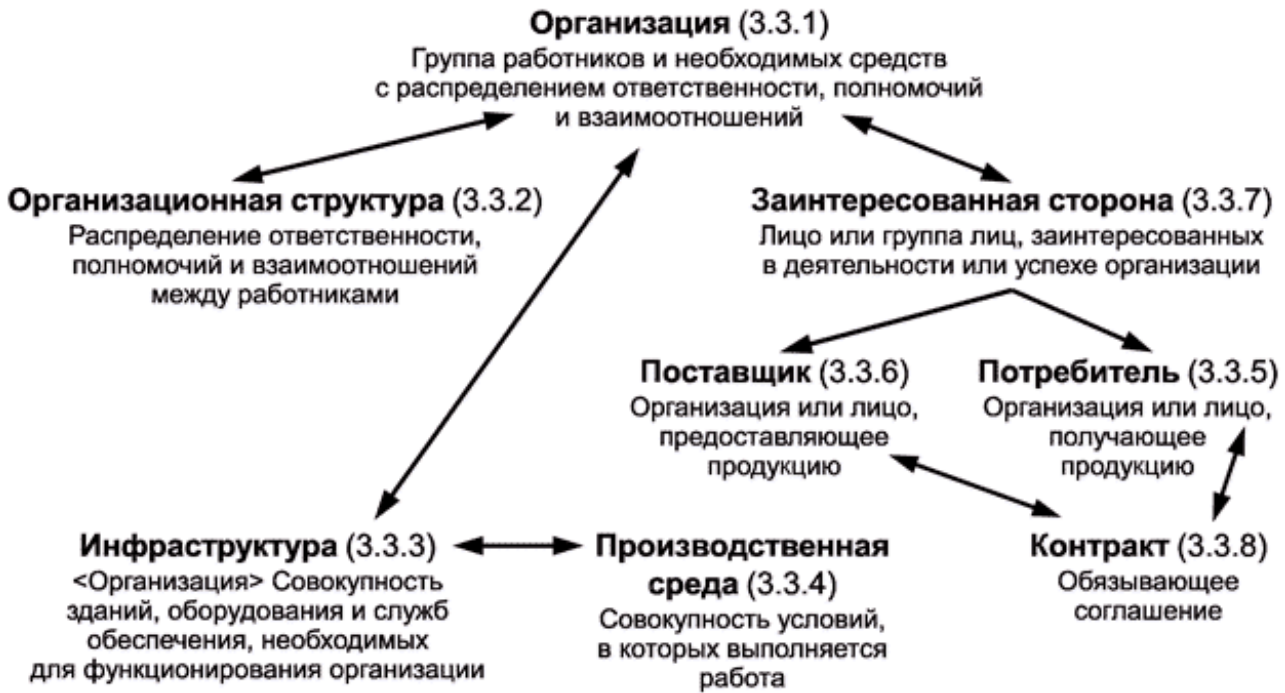 Организация (3.3.1)
Группа работников и необходимых средств
с распределением ответственности, полномочий
и взаимоотношений
Организационная структура (3.3.2)
Распределение ответственности,
полномочий и взаимоотношений
между работниками
Заинтересованная сторона (3.3.7)
Лицо или группа лиц, заинтересованных
в деятельности или успехе организации
Поставщик (3.3.6)
Организация или лицо,
предоставляющее
продукцию
Потребитель (3.3.5)
Организация или лицо,
получающее
продукцию
Инфраструктура (3.3.3)
<Организация> Совокупность
зданий, оборудования и служб
обеспечения, необходимых
для функционирования организации
Производственная
среда (3.3.4)
Совокупность условий,
в которых выполняется
работа
Контракт (3.3.8)
Обязывающее
соглашение